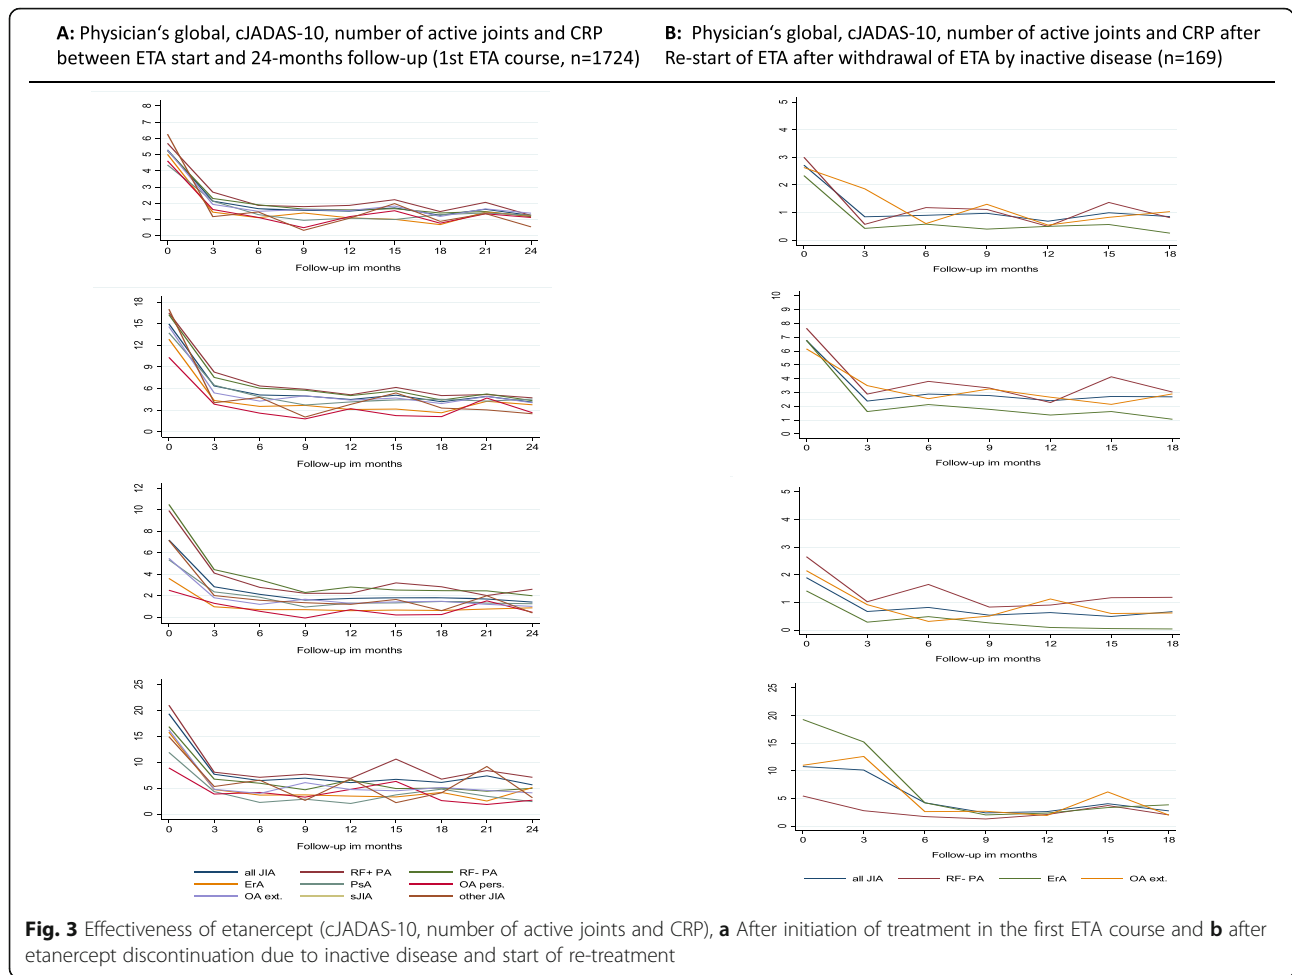 A: Physician‘s global, cJADAS-10, number of active joints and CRP
between ETA start and 24-months follow-up (1st ETA course, n=1724)
B: Physician‘s global, cJADAS-10, number of active joints and CRP after
Re-start of ETA after withdrawal of ETA by inactive disease (n=169)
8
7
6
5
4
3
2
1
0
0 3 6 9 12 15 18 21 24
Follow-up im months
18
15
12
9
6
3
0
0 3 6 9 12 15 18 21 24
Follow-up im months
12
10
8
6
4
2
0
0 3 6 9 12 15 18 21 24
Follow-up im months
25
20
15
10
5
0
0 3 6 9 12 15 18 21 24
Follow-up im months
all JIA RF+ PA RF- PA
ErA PsA OA pers.
OA ext. sJIA other JIA
5
4
3
2
1
0
0 3 6 9 12 15 18
Follow-up im months
10
9
8
7
6
5
4
3
2
1
0
0 3 6 9 12 15 18
Follow-up im months
5
4
3
2
1
0
0 3 6 9 12 15 18
Follow-up im months
25
20
15
10
5
0
0 3 6 9 12 15 18
Follow-up im months
all JIA RF- PA ErA OA ext.
Fig. 3 Effectiveness of etanercept (cJADAS-10, number of active joints and CRP), a After initiation of treatment in the first ETA course and b after
etanercept discontinuation due to inactive disease and start of re-treatment